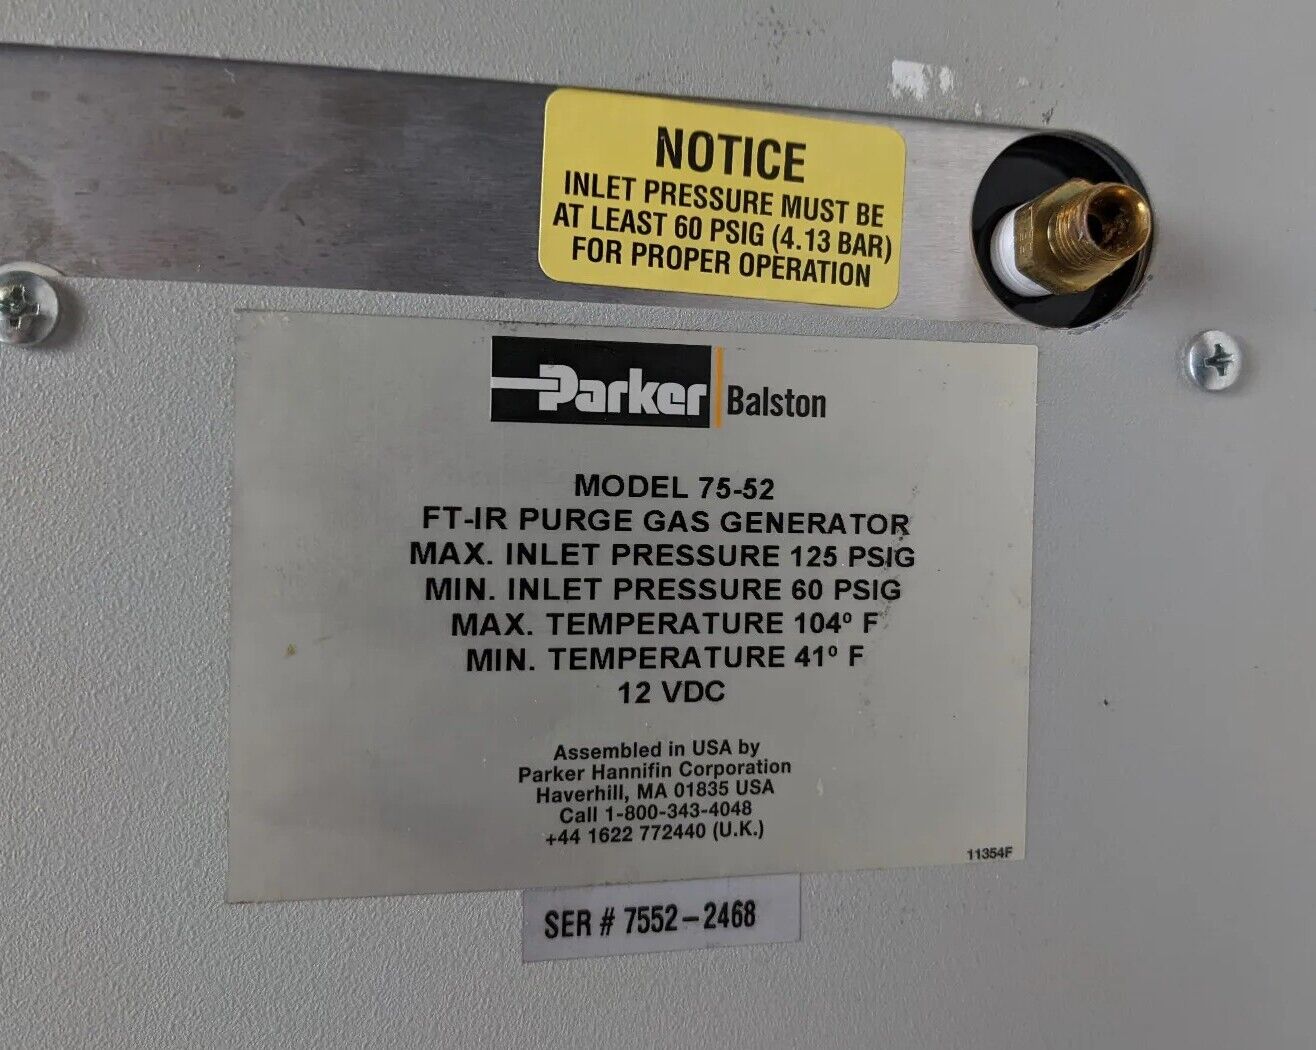 NOTICE
INLET PRESSURE MUST BE
AT LEAST 60 PSIG (4.13 BAR)
FOR PROPER OPERATION
Parker Balston
MODEL 75-52
FT-IR PURGE GAS GENERATOR
MAX. INLET PRESSURE 125 PSIG
MIN. INLET PRESSURE 60 PSIG
MAX. TEMPERATURE 104º F
MIN. TEMPERATURE 41º F
12 VDC
Assembled in USA by
Parker Hannifin Corporation
Haverhill, MA 01835 USA
Call 1-800-343-4048
+44 1622 772440 (U.K.)
11354F
SER # 7552-2468